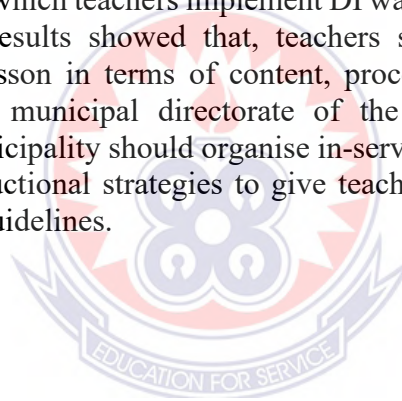 which teachers implement DI wa
esults showed that, teachers s
sson in terms of content, proc
municipal directorate of the
icipality should organise in-serv
uctional strategies to give teach
uidelines.
EDUCATION FOR SERVICE